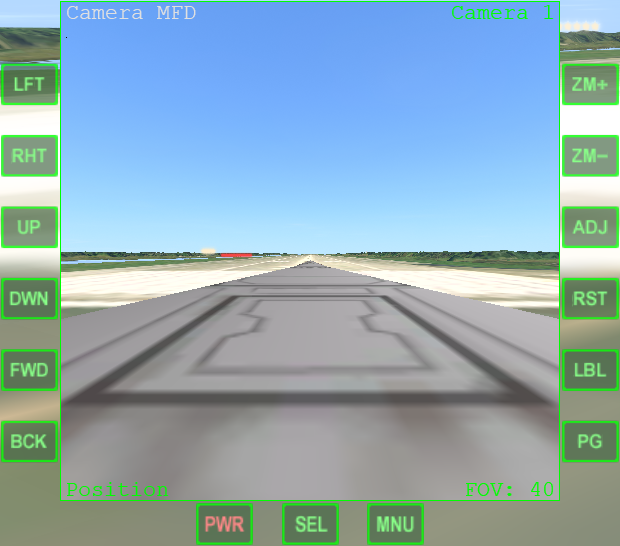 Camera MFD
Camera 1
LFT
ZM+
RHT
ZM-
UP
ADJ
DWN
RST
FWD
LBL
BCK
PG
Position
FOV: 40
PWR
SEL
MNU